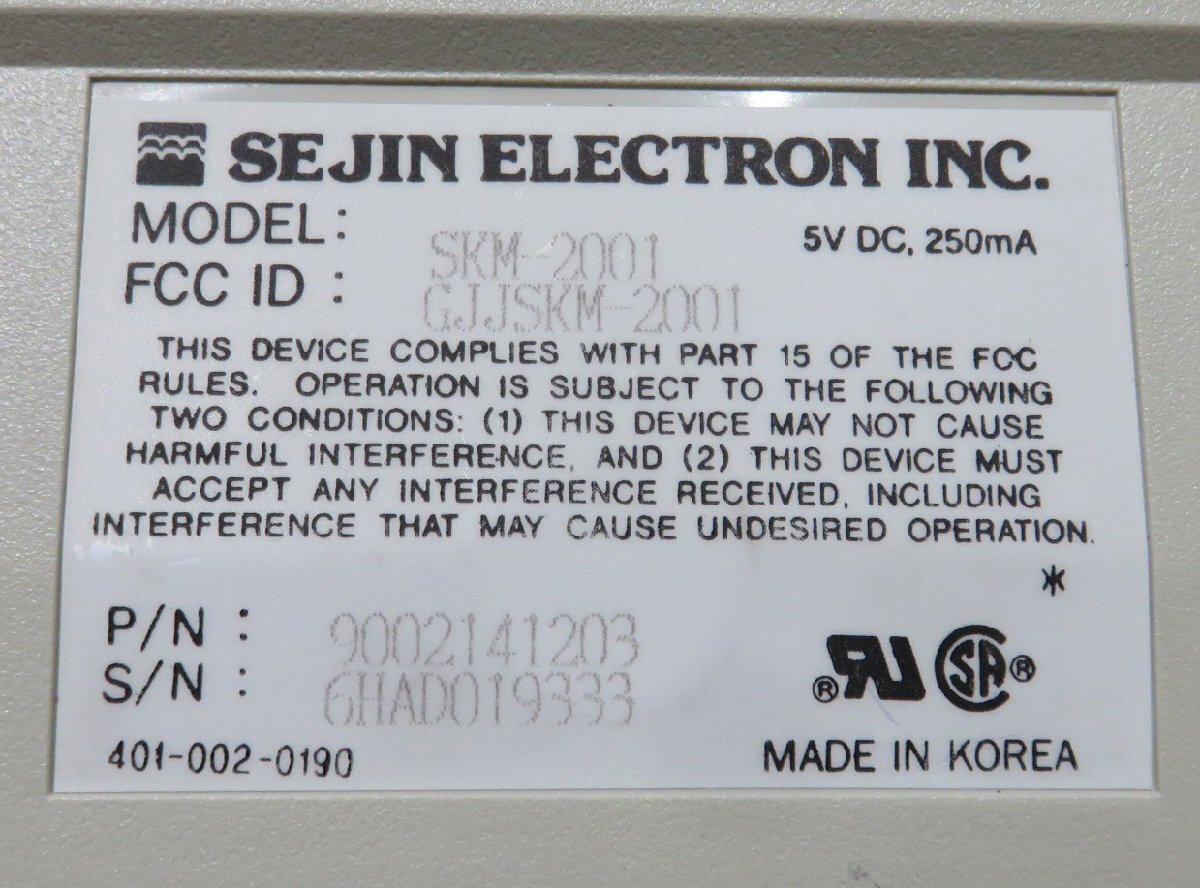 SEJIN ELECTRON INC.
MODEL: SKM-2001 5V DC, 250mA
FCC ID : GJJSKM-2001
THIS DEVICE COMPLIES WITH PART 15 OF THE FCC
RULES. OPERATION IS SUBJECT TO THE FOLLOWING
TWO CONDITIONS: (1) THIS DEVICE MAY NOT CAUSE
HARMFUL INTERFERENCE, AND (2) THIS DEVICE MUST
ACCEPT ANY INTERFERENCE RECEIVED, INCLUDING
INTERFERENCE THAT MAY CAUSE UNDESIRED OPERATION.
P/N : 9002141203
S/N : 6HAD019333
® RU SA ®
401-002-0190 MADE IN KOREA